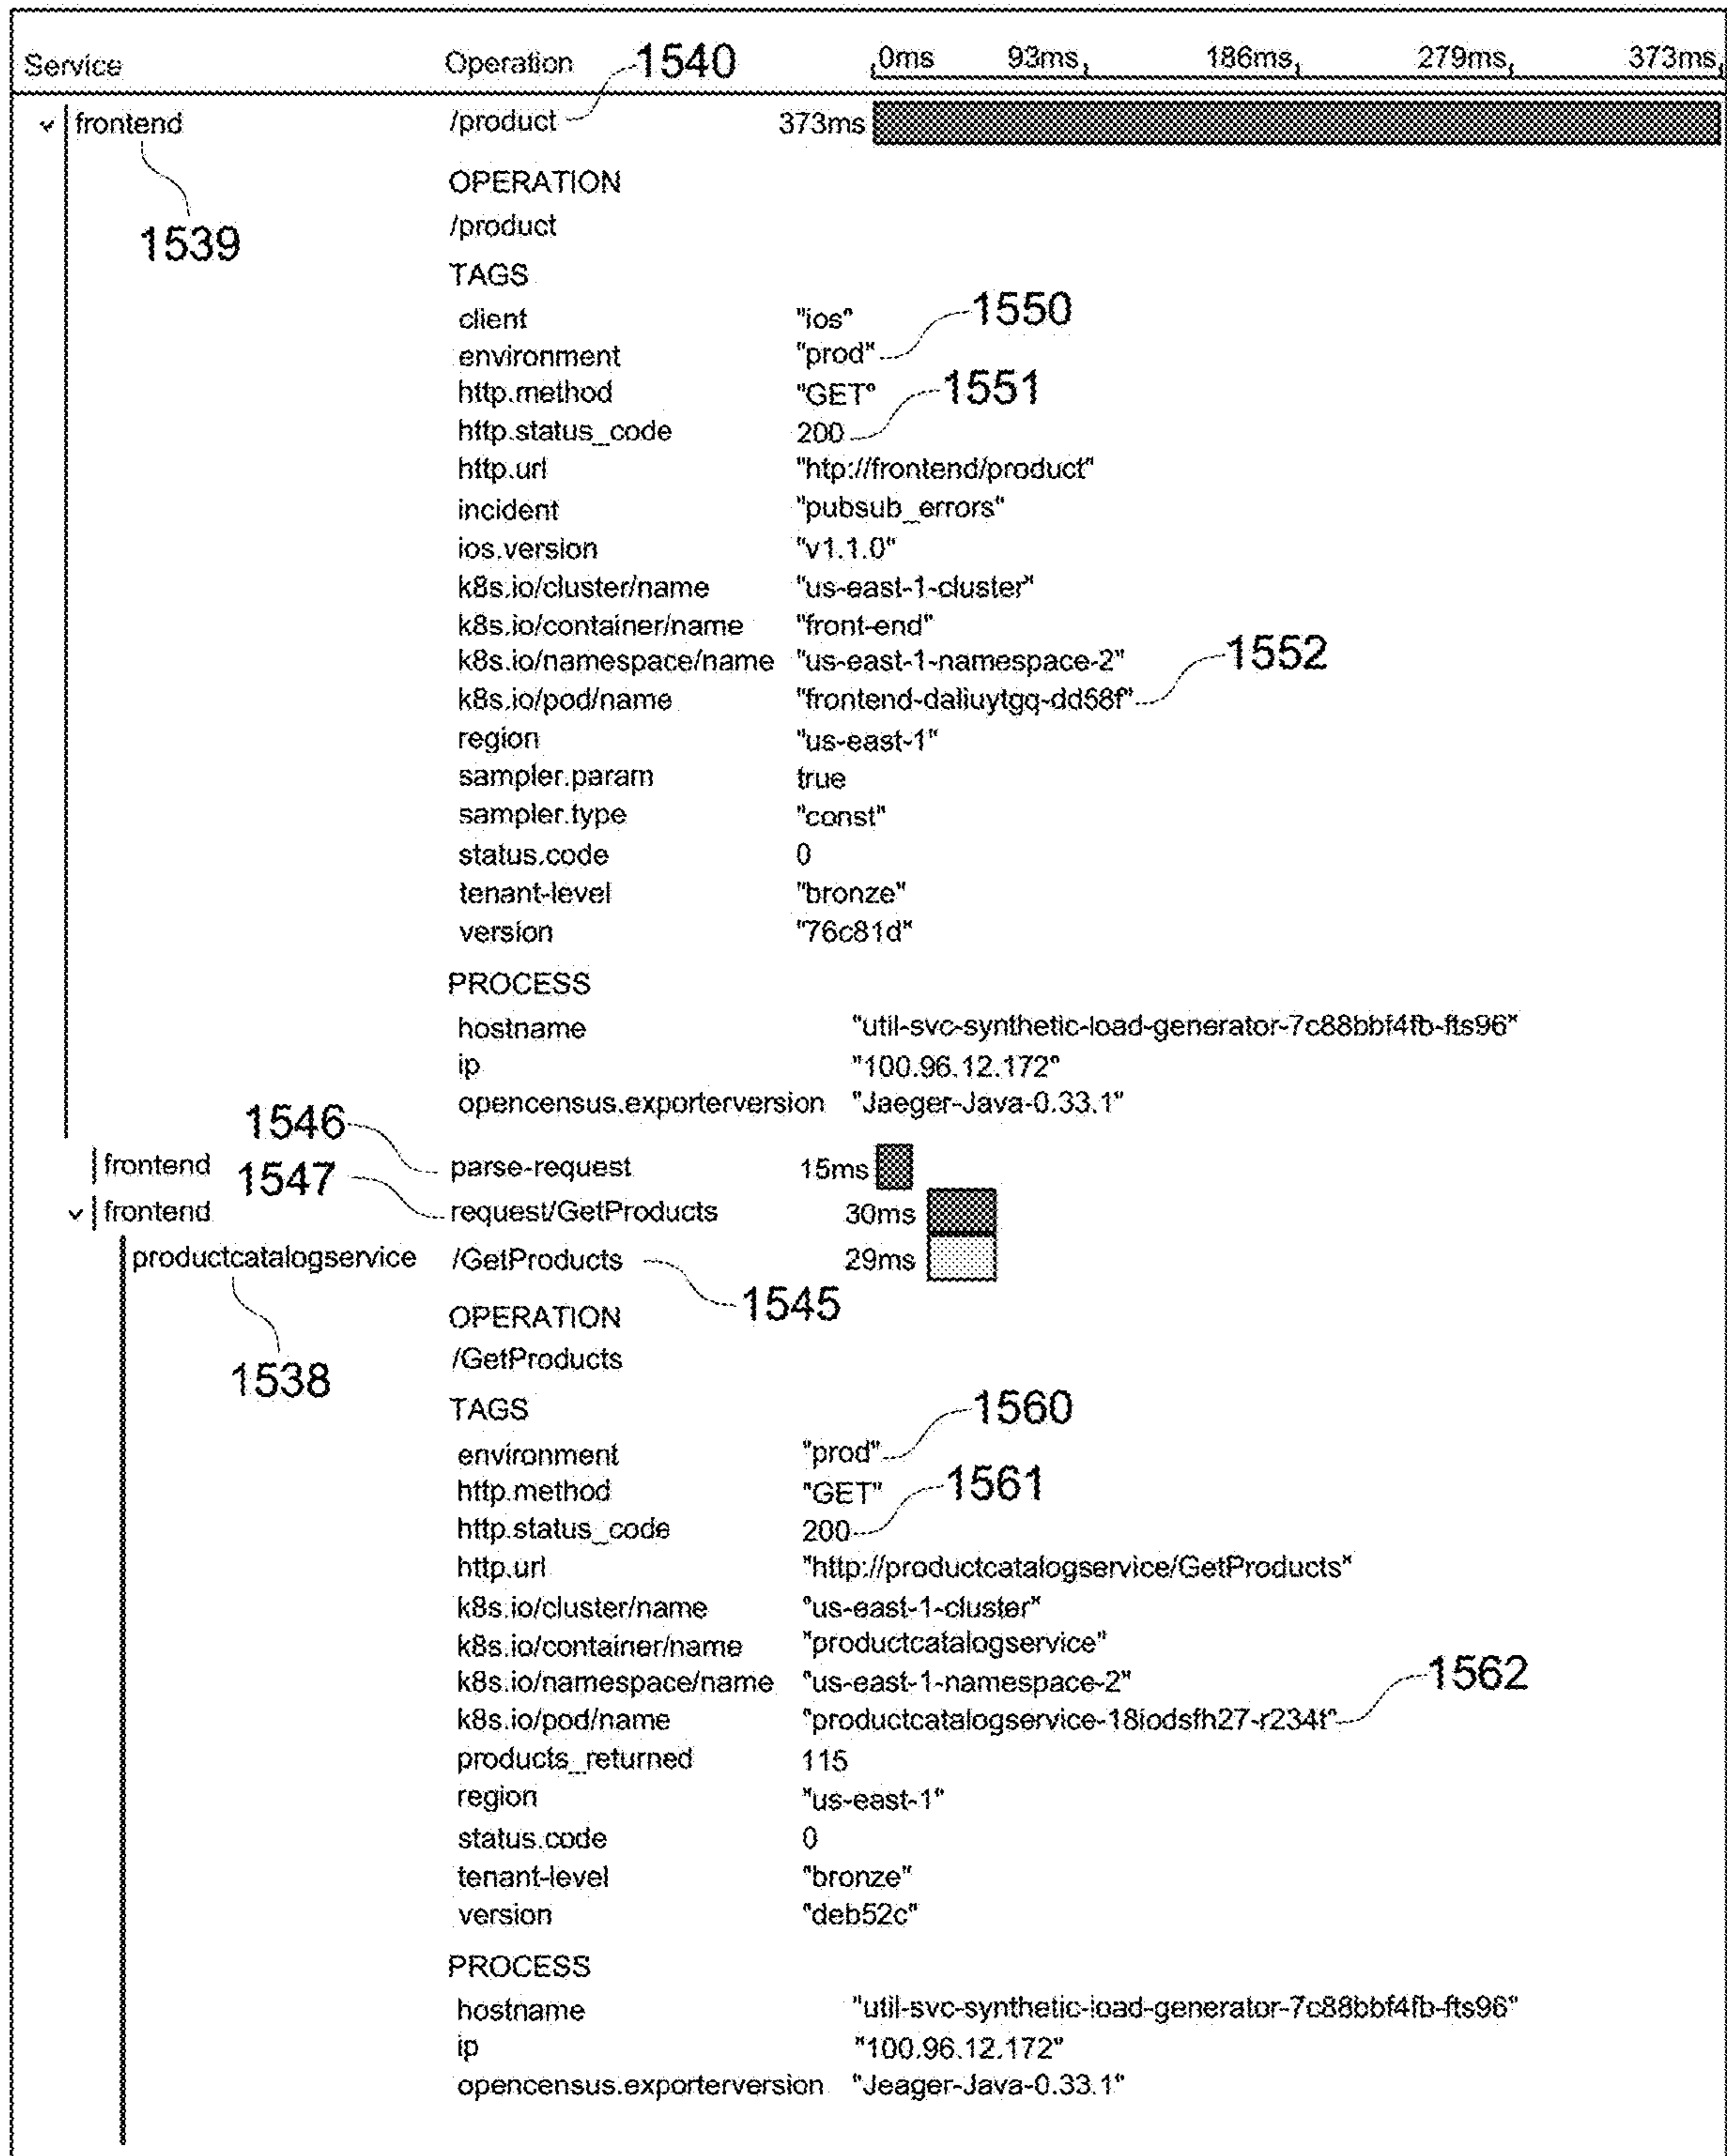 Service Operation 1540 0ms 93ms 186ms 279ms 373ms
frontend /product 373ms
OPERATION
1539 /product
TAGS
client "ios" 1550
environment "prod"
http.method "GET" 1551
http.status_code 200
http.url "htp://frontend/product"
incident "pubsub_errors"
ios.version "v1.1.0"
k8s.io/cluster/name "us-east-1-cluster"
k8s.io/container/name "front-end"
k8s.io/namespace/name "us-east-1-namespace-2" 1552
k8s.io/pod/name "frontend-daliuytgq-dd58f"
region "us-east-1"
sampler.param true
sampler.type "const"
status.code 0
tenant-level "bronze"
version "76c81d"
PROCESS
hostname "util-svc-synthetic-load-generator-7c88bbf4fb-fts96"
ip "100.96.12.172"
opencensus.exporterversion "Jaeger-Java-0.33.1"
1546
frontend 1547 parse-request 15ms
frontend request/GetProducts 30ms
productcatalogservice /GetProducts 29ms
1545
OPERATION
1538 /GetProducts
TAGS 1560
environment "prod"
http.method "GET" 1561
http.status_code 200
http.url "http://productcatalogservice/GetProducts"
k8s.io/cluster/name "us-east-1-cluster"
k8s.io/container/name "productcatalogservice"
k8s.io/namespace/name "us-east-1-namespace-2" 1562
k8s.io/pod/name "productcatalogservice-18iodsfh27-r234f"
products_returned 115
region "us-east-1"
status.code 0
tenant-level "bronze"
version "deb52c"
PROCESS
hostname "util-svc-synthetic-load-generator-7c88bbf4fb-fts96"
ip "100.96.12.172"
opencensus.exporterversion "Jeager-Java-0.33.1"